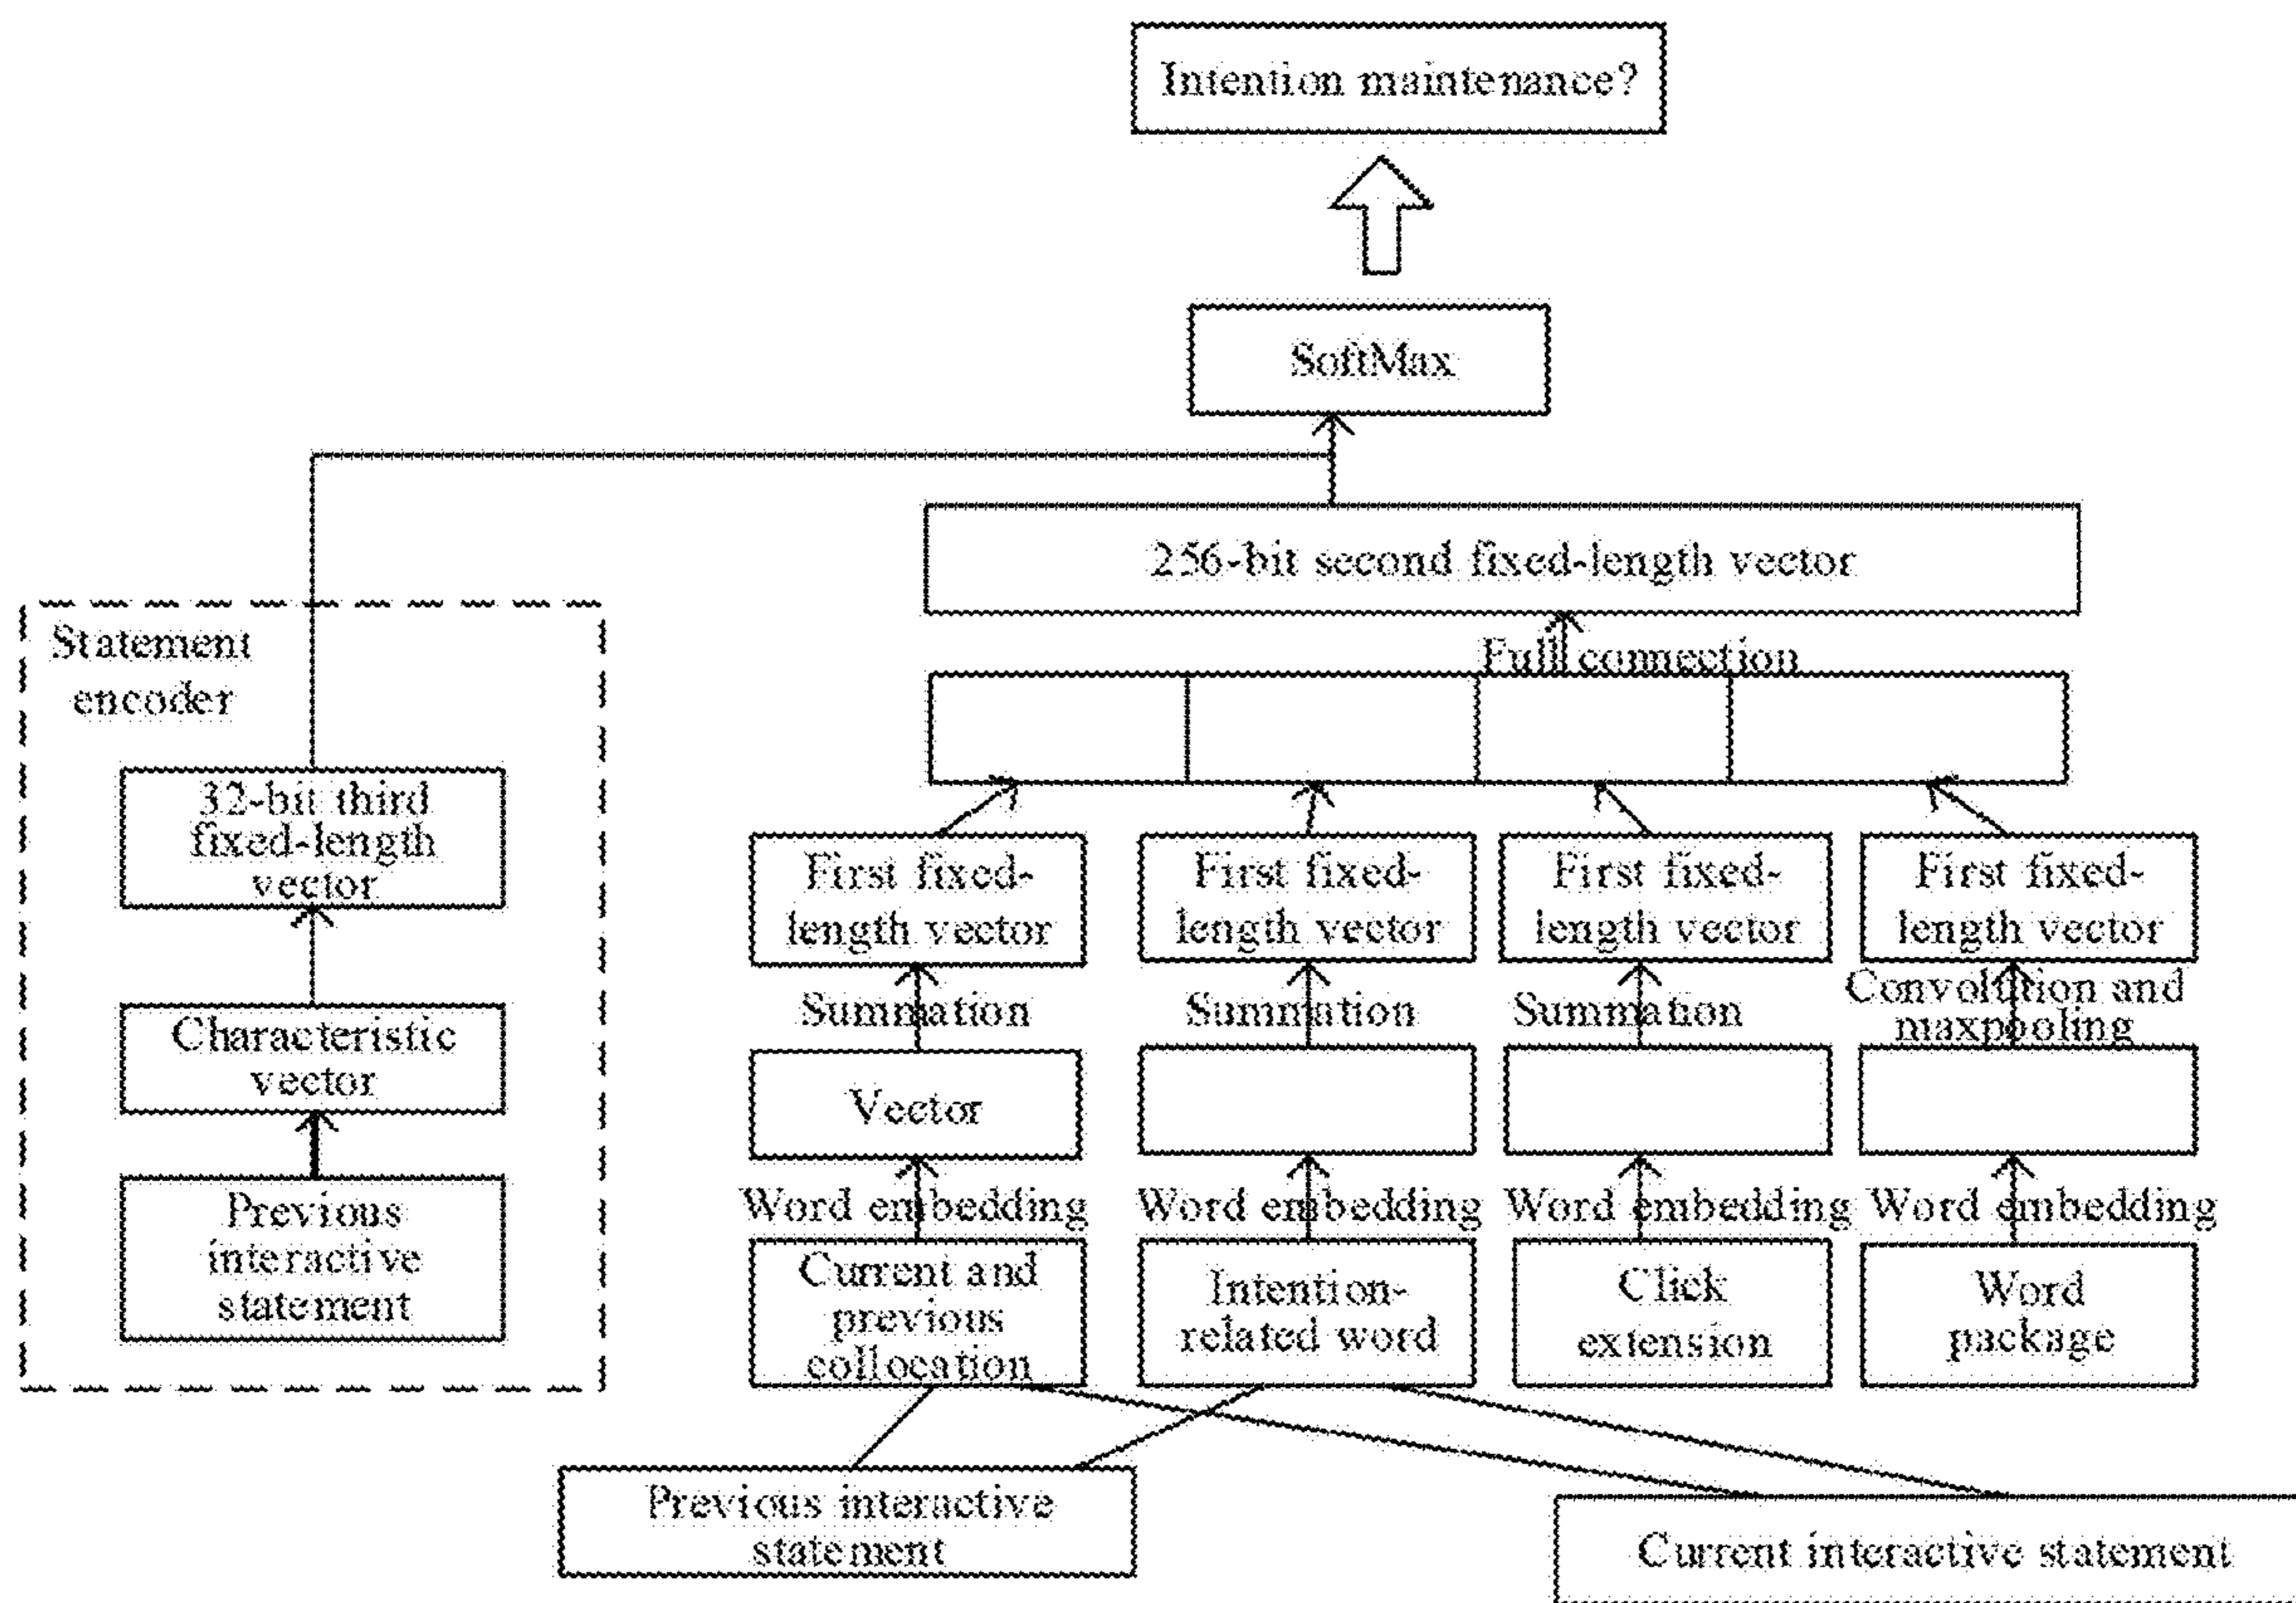 Intention maintenance?
SoftMax
256-bit second fixed-length vector
Full connection
Statement
encoder
32-bit third
fixed-length
vector
Characteristic
vector
Previous
interactive
statement
First fixed-
length vector
First fixed-
length vector
First fixed-
length vector
First fixed-
length vector
Summation
Summation
Summation
Convolution and
maxpooling
Vector
Word embedding
Word embedding
Word embedding
Word embedding
Current and
previous
collocation
Intention-
related word
Click
extension
Word
package
Previous interactive
statement
Current interactive statement